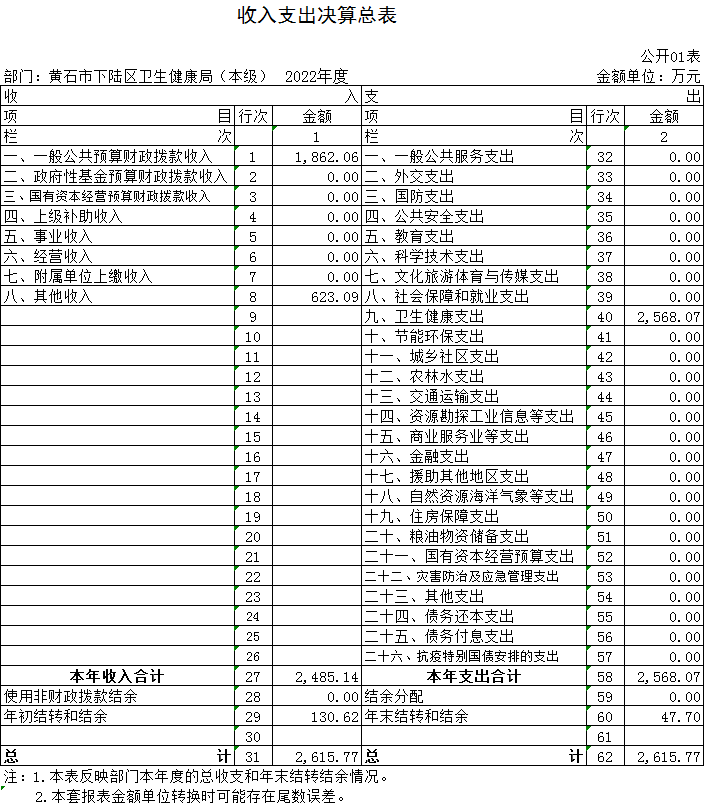 收入支出决算总表
公开01表
部门：黄石市下陆区卫生健康局（本级） 2022年度 金额单位：万元
收 入 支 出
项 目 行次 金额 项 目 行次 金额
栏 次 1 栏 次 2
一、一般公共预算财政拨款收入 1 1,862.06 一、一般公共服务支出 32 0.00
二、政府性基金预算财政拨款收入 2 0.00 二、外交支出 33 0.00
三、国有资本经营预算财政拨款收入 3 0.00 三、国防支出 34 0.00
四、上级补助收入 4 0.00 四、公共安全支出 35 0.00
五、事业收入 5 0.00 五、教育支出 36 0.00
六、经营收入 6 0.00 六、科学技术支出 37 0.00
七、附属单位上缴收入 7 0.00 七、文化旅游体育与传媒支出 38 0.00
八、其他收入 8 623.09 八、社会保障和就业支出 39 0.00
9 九、卫生健康支出 40 2,568.07
10 十、节能环保支出 41 0.00
11 十一、城乡社区支出 42 0.00
12 十二、农林水支出 43 0.00
13 十三、交通运输支出 44 0.00
14 十四、资源勘探工业信息等支出 45 0.00
15 十五、商业服务业等支出 46 0.00
16 十六、金融支出 47 0.00
17 十七、援助其他地区支出 48 0.00
18 十八、自然资源海洋气象等支出 49 0.00
19 十九、住房保障支出 50 0.00
20 二十、粮油物资储备支出 51 0.00
21 二十一、国有资本经营预算支出 52 0.00
22 二十二、灾害防治及应急管理支出 53 0.00
23 二十三、其他支出 54 0.00
24 二十四、债务还本支出 55 0.00
25 二十五、债务付息支出 56 0.00
26 二十六、抗疫特别国债安排的支出 57 0.00
本年收入合计 27 2,485.14 本年支出合计 58 2,568.07
使用非财政拨款结余 28 0.00 结余分配 59 0.00
年初结转和结余 29 130.62 年末结转和结余 60 47.70
30 61
总 计 31 2,615.77 总 计 62 2,615.77
注：1.本表反映部门本年度的总收支和年末结转结余情况。
2.本套报表金额单位转换时可能存在尾数误差。